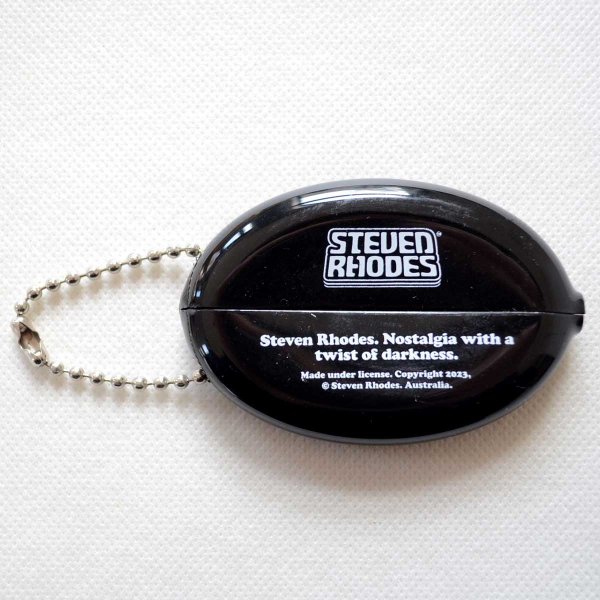 STEVEN
RHODES
Steven Rhodes. Nostalgia with a
twist of darkness.
Made under license. Copyright 2023,
© Steven Rhodes. Australia.